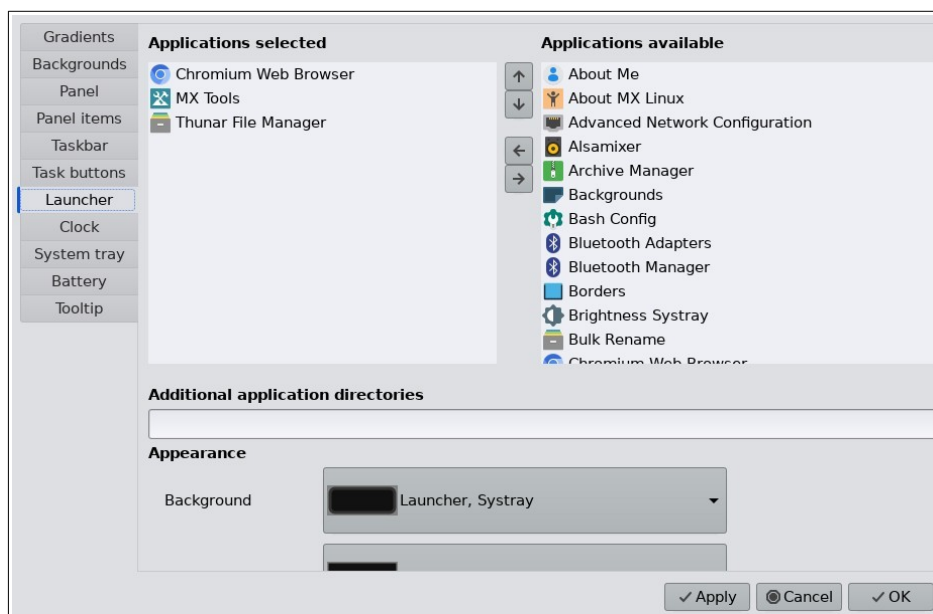 Gradients
Backgrounds
Panel
Panel items
Taskbar
Task buttons
Launcher
Clock
System tray
Battery
Tooltip
Applications selected
Chromium Web Browser
MX Tools
Thunar File Manager
Applications available
About Me
About MX Linux
Advanced Network Configuration
Alsamixer
Archive Manager
Backgrounds
Bash Config
Bluetooth Adapters
Bluetooth Manager
Borders
Brightness Systray
Bulk Rename
Chromium Web Browser
Additional application directories
Appearance
Background
Launcher, Systray
Apply
Cancel
OK